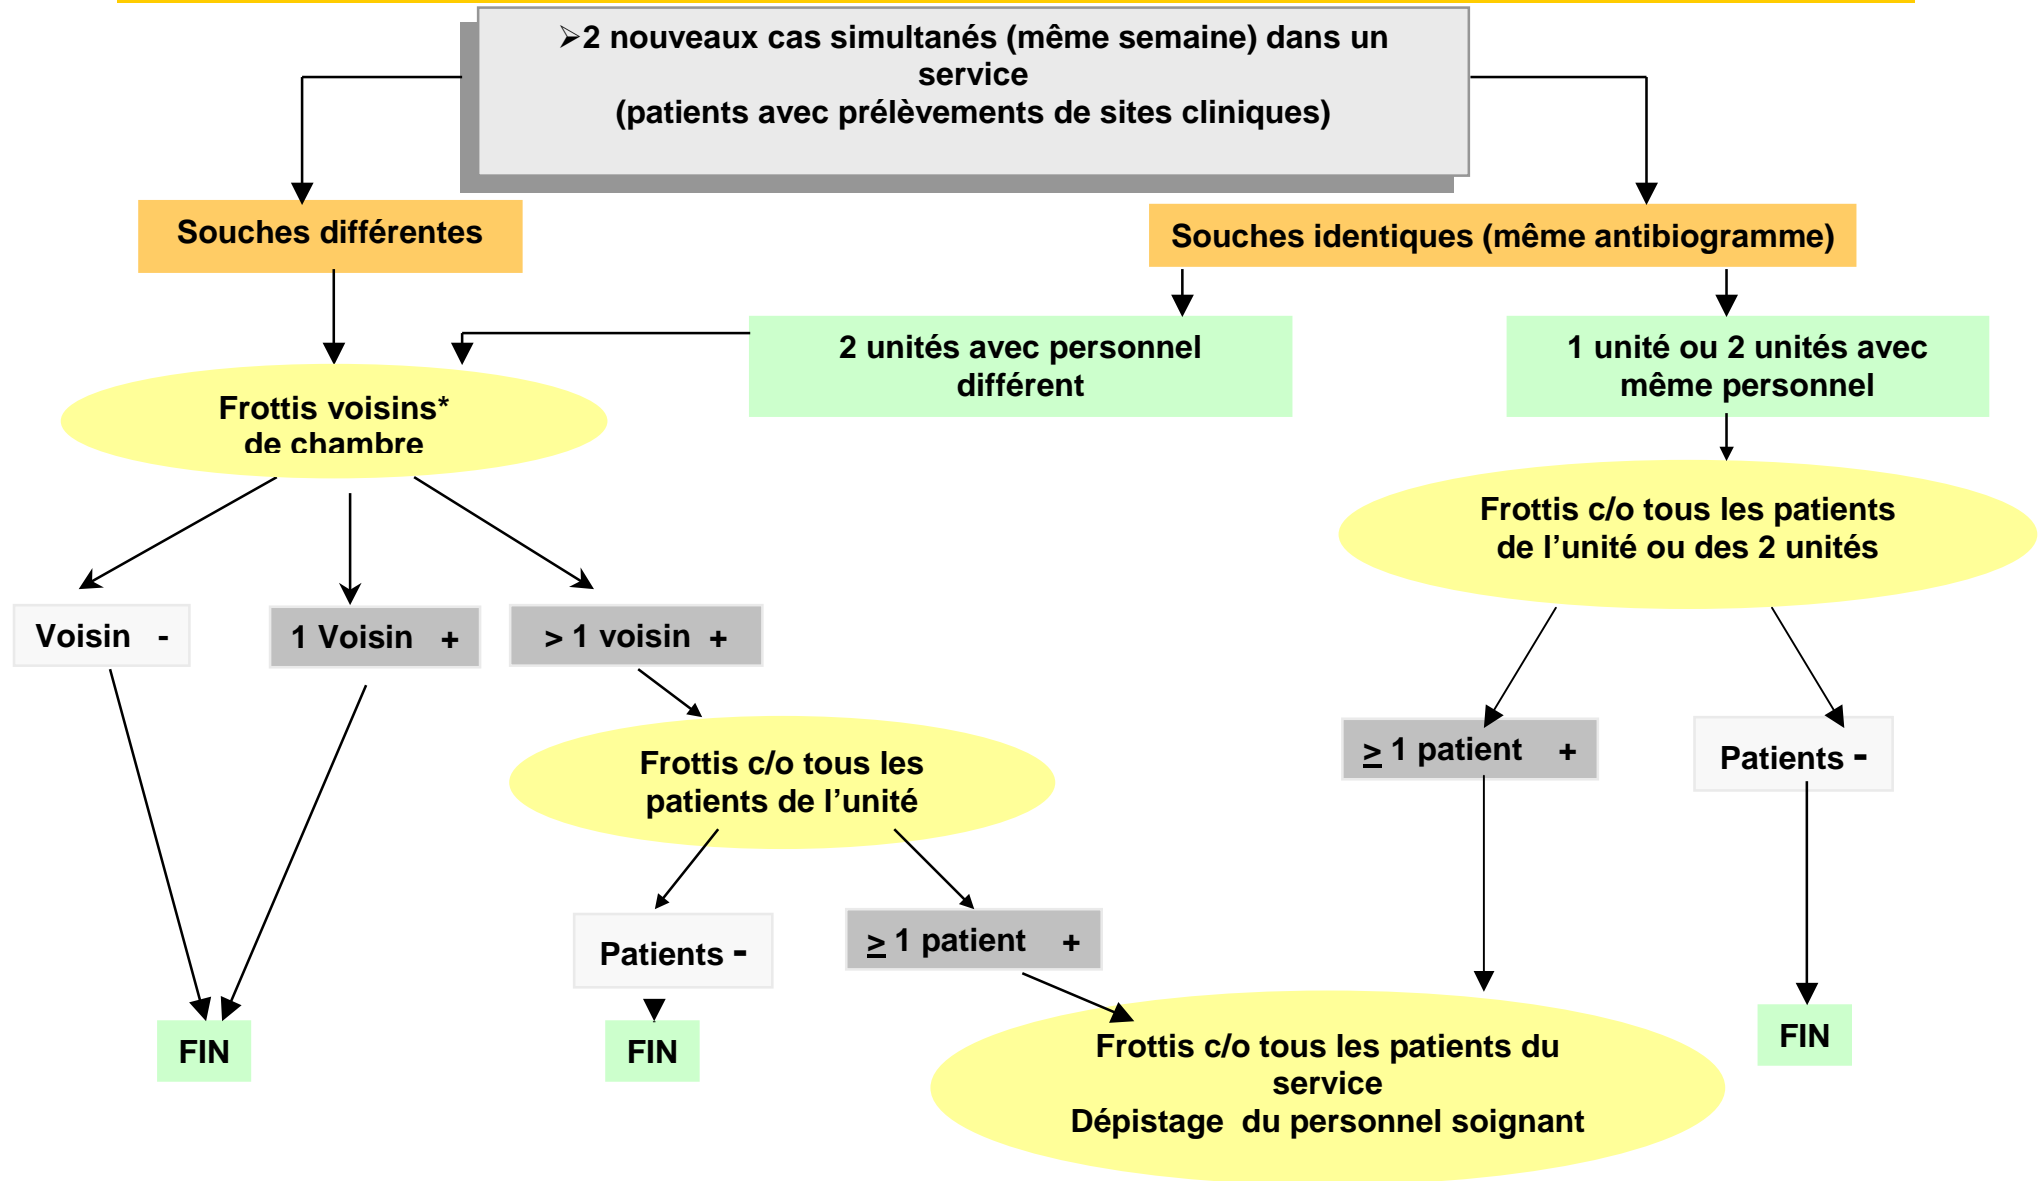 ➢2 nouveaux cas simultanés (même semaine) dans un
service
(patients avec prélèvements de sites cliniques)
Souches différentes
Souches identiques (même antibiogramme)
2 unités avec personnel
différent
1 unité ou 2 unités avec
même personnel
Frottis voisins*
de chambre
Frottis c/o tous les patients
de l'unité ou des 2 unités
Voisin -
1 Voisin +
> 1 voisin +
≥ 1 patient +
Patients -
Frottis c/o tous les
patients de l'unité
Patients -
≥ 1 patient +
FIN
FIN
Frottis c/o tous les patients du
service
Dépistage du personnel soignant
FIN